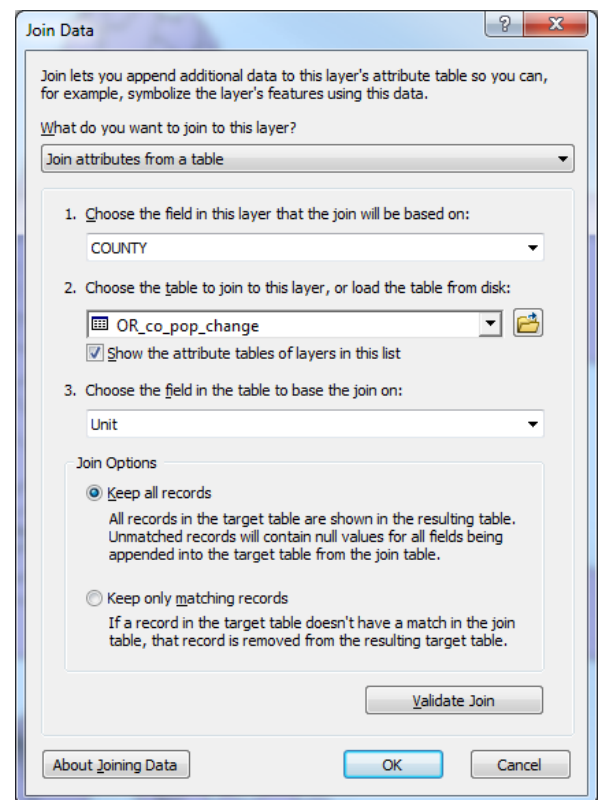 Join Data
Join lets you append additional data to this layer's attribute table so you can,
for example, symbolize the layer's features using this data.
What do you want to join to this layer?
Join attributes from a table
1. Choose the field in this layer that the join will be based on:
COUNTY
2. Choose the table to join to this layer, or load the table from disk:
OR_co_pop_change
Show the attribute tables of layers in this list
3. Choose the field in the table to base the join on:
Unit
Join Options
Keep all records
All records in the target table are shown in the resulting table.
Unmatched records will contain null values for all fields being
appended into the target table from the join table.
Keep only matching records
If a record in the target table doesn't have a match in the join
table, that record is removed from the resulting target table.
Validate Join
About Joining Data OK Cancel